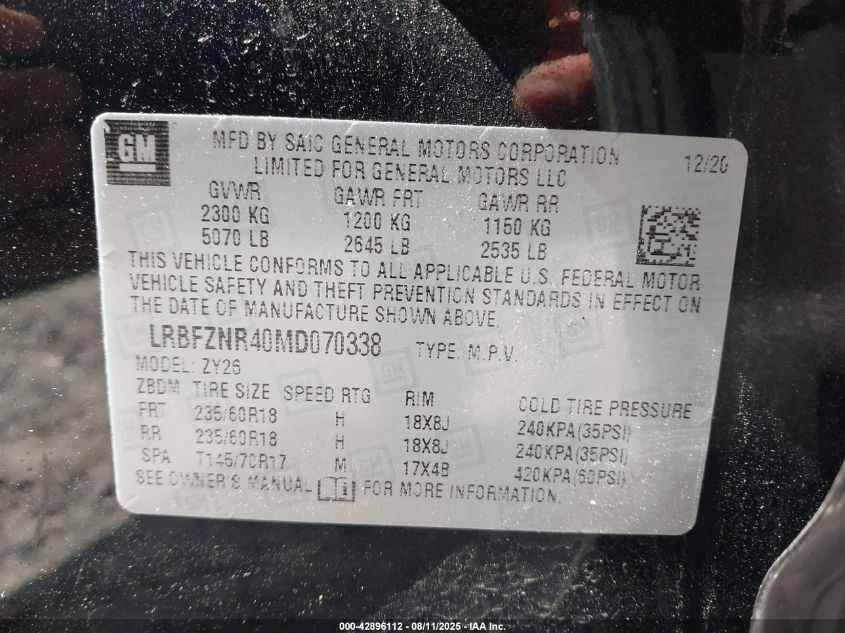 GM
MFD BY SAIC GENERAL MOTORS CORPORATION 12/20
LIMITED FOR GENERAL MOTORS LLC
GVWR GAWR FRT GAWR RR
2300 KG 1200 KG 1150 KG
5070 LB 2645 LB 2535 LB
THIS VEHICLE CONFORMS TO ALL APPLICABLE U.S. FEDERAL MOTOR
VEHICLE SAFETY AND THEFT PREVENTION STANDARDS IN EFFECT ON
THE DATE OF MANUFACTURE SHOWN ABOVE.
LRBFZNR40MD070338 TYPE: M.P.V.
MODEL: ZY26
ZBDM TIRE SIZE SPEED RTG RIM COLD TIRE PRESSURE
FRT 235/60R18 H 18X8J 240KPA(35PSI)
RR 235/60R18 H 18X8J 240KPA(35PSI)
SPA T145/70R17 M 17X4B 420KPA(60PSI)
SEE OWNER'S MANUAL FOR MORE INFORMATION.
000-42896112 - 08/11/2025 - IAA Inc.